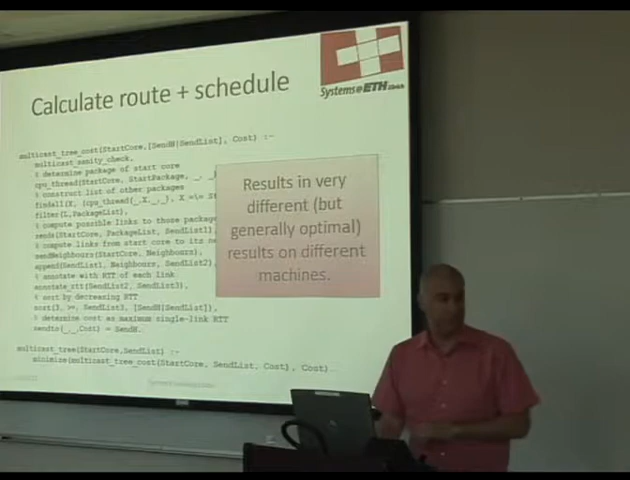 Calculate route + schedule
Systems@ETH Zürich
multicast_tree_cost(StartCore,[SendH|SendList], Cost) :-
multicast_sanity_check,
% determine package of start core
cpu_thread(StartCore, StartPackage, _, _
% construct list of other packages
findall(X, (cpu_thread(_,X,_,_), X =\= St
filter(L,PackageList),
% compute possible links to those packag
sends(StartCore, PackageList, SendList1),
% compute links from start core to its ne
sendNeighbours(StartCore, Neighbours),
append(SendList1, Neighbours, SendList2),
% annotate with RTT of each link
annotate_rtt(SendList2, SendList3),
% sort by decreasing RTT
sort(3, >=, SendList3, [SendH|SendList]),
% determine cost as maximum single-link RTT
sendto(_,_,Cost) = SendH.
multicast_tree(StartCore,SendList) :-
minimize(multicast_tree_cost(StartCore, SendList, Cost), Cost).
Results in very
different (but
generally optimal)
results on different
machines.